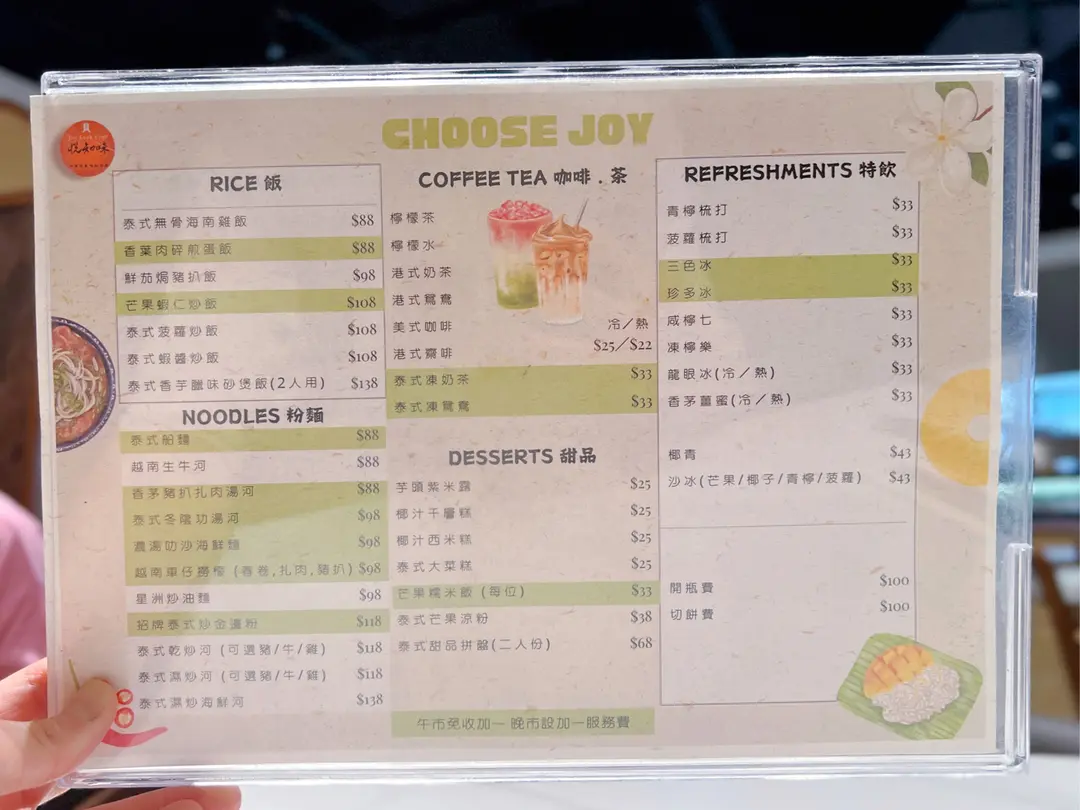 CHOOSE JOY
悅知味
RICE 飯
泰式無骨海南雞飯 $88
香葉肉碎煎蛋飯 $88
鮮茄焗豬扒飯 $98
芒果蝦仁炒飯 $108
泰式菠蘿炒飯 $108
泰式蝦醬炒飯 $108
泰式香芋臘味砂煲飯(2人用) $138
NOODLES 粉麵
泰式船麵 $88
越南生牛河 $88
香茅豬扒扎肉湯河 $88
泰式冬陰功湯河 $98
濃湯叻沙海鮮麵 $98
越南車仔撈檬 (春卷,扎肉,豬扒) $98
星洲炒油麵 $98
招牌泰式炒金邊粉 $118
泰式乾炒河 (可選豬/牛/雞) $118
泰式濕炒河 (可選豬/牛/雞) $118
泰式濕炒海鮮河 $138
COFFEE TEA 咖啡.茶
檸檬茶
檸檬水
港式奶茶
港式鴛鴦
美式咖啡 冷/熱
港式齋啡 $25/$22
泰式凍奶茶 $33
泰式凍鴛鴦 $33
DESSERTS 甜品
芋頭紫米露 $25
椰汁千層糕 $25
椰汁西米糕 $25
泰式大菜糕 $25
芒果糯米飯 (每位) $33
泰式芒果涼粉 $38
泰式甜品拼盤(二人份) $68
午市免收加一 晚市設加一服務費
REFRESHMENTS 特飲
青檸梳打 $33
菠蘿梳打 $33
三色冰 $33
珍多冰 $33
咸檸七 $33
凍檸樂 $33
龍眼冰(冷/熱) $33
香茅薑蜜(冷/熱) $33
椰青 $43
沙冰(芒果/椰子/青檸/菠蘿) $43
開瓶費 $100
切餅費 $100